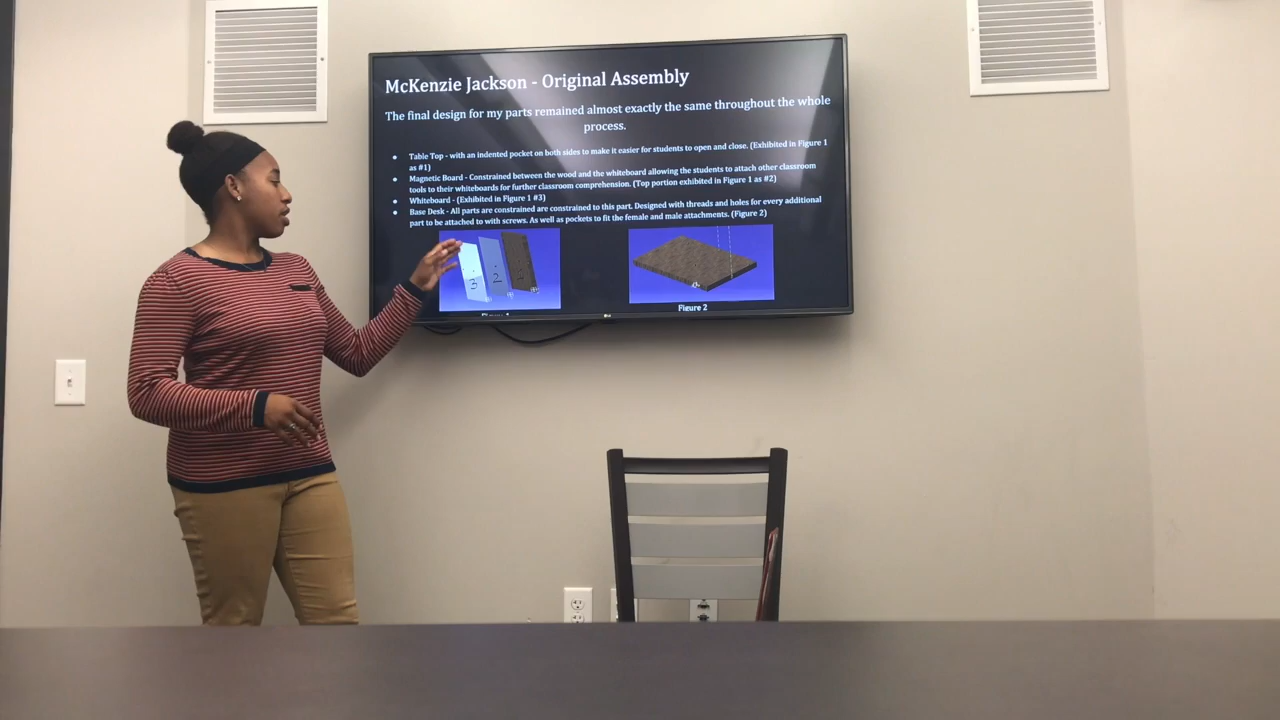 McKenzie Jackson - Original Assembly
The final design for my parts remained almost exactly the same throughout the whole
process.
● Table Top - with an indented pocket on both sides to make it easier for students to open and close. (Exhibited in Figure 1
as #1)
● Magnetic Board - Constrained between the wood and the whiteboard allowing the students to attach other classroom
tools to their whiteboards for further classroom comprehension. (Top portion exhibited in Figure 1 as #2)
● Whiteboard - (Exhibited in Figure 1 #3)
● Base Desk - All parts are constrained are constrained to this part. Designed with threads and holes for every additional
part to be attached to with screws. As well as pockets to fit the female and male attachments. (Figure 2)
3 2
Figure 2
LG